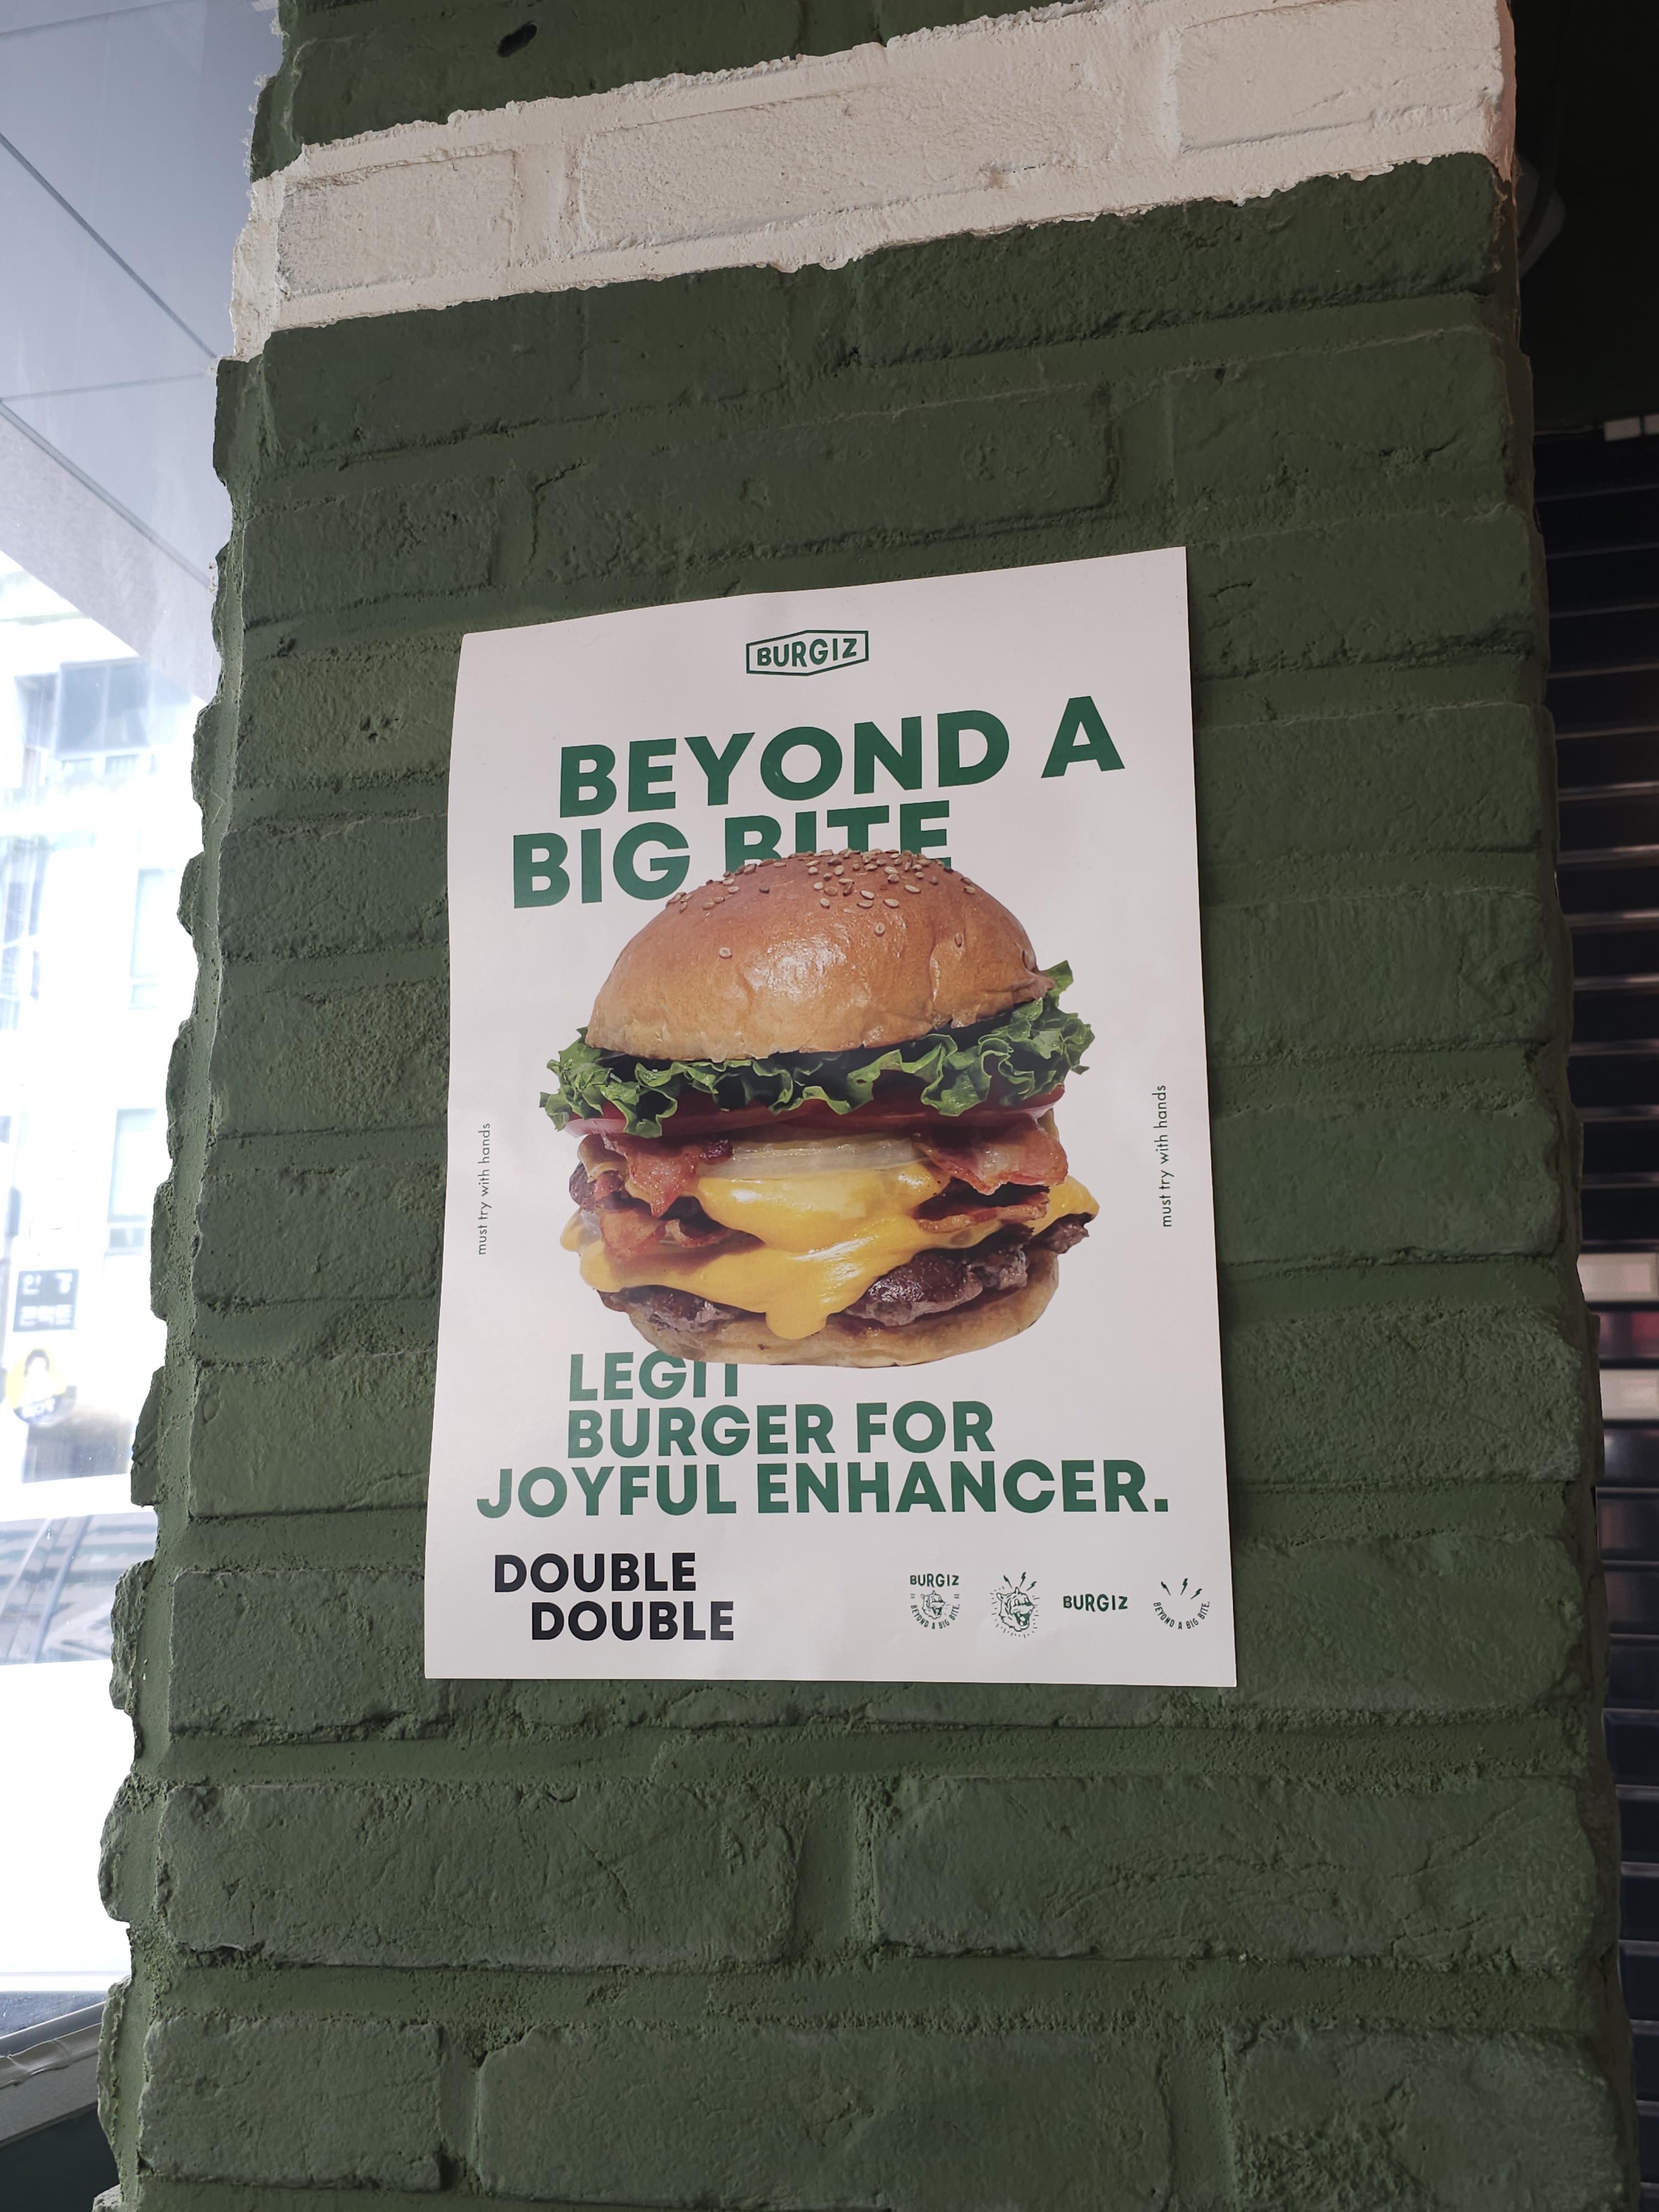 BURGIZ
BEYOND A
BIG BITE
must try with hands
must try with hands
LEGIT
BURGER FOR
JOYFUL ENHANCER.
DOUBLE
DOUBLE
BURGIZ
BEYOND A BIG BITE.
BURGIZ
BEYOND A BIG BITE.